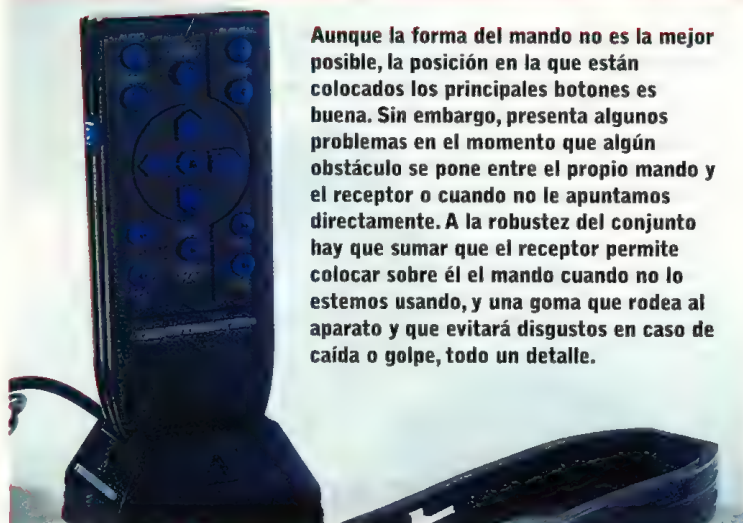 Aunque la forma del mando no es la mejor
posible, la posición en la que están
colocados los principales botones es
buena. Sin embargo, presenta algunos
problemas en el momento que algún
obstáculo se pone entre el propio mando y
el receptor o cuando no le apuntamos
directamente. A la robustez del conjunto
hay que sumar que el receptor permite
colocar sobre él el mando cuando no lo
estemos usando, y una goma que rodea al
aparato y que evitará disgustos en caso de
caída o golpe, todo un detalle.